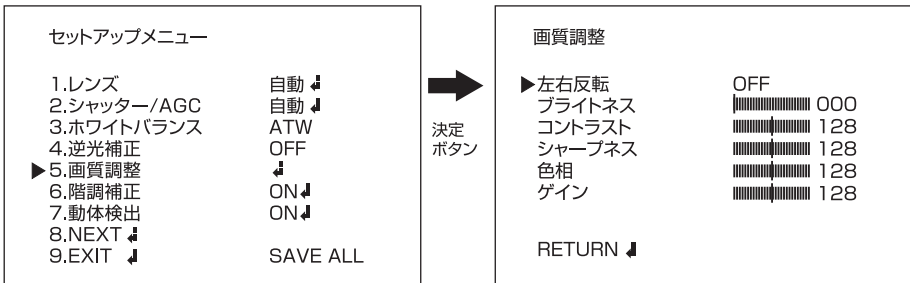 セットアップメニュー
1.レンズ 自動↲
2.シャッター/AGC 自動↲
3.ホワイトバランス ATW
4.逆光補正 OFF
▶5.画質調整 ↲
6.階調補正 ON↲
7.動体検出 ON↲
8.NEXT↲
9.EXIT ↲ SAVE ALL
決定
ボタン
画質調整
▶左右反転 OFF
ブライトネス 000
コントラスト 128
シャープネス 128
色相 128
ゲイン 128
RETURN ↲